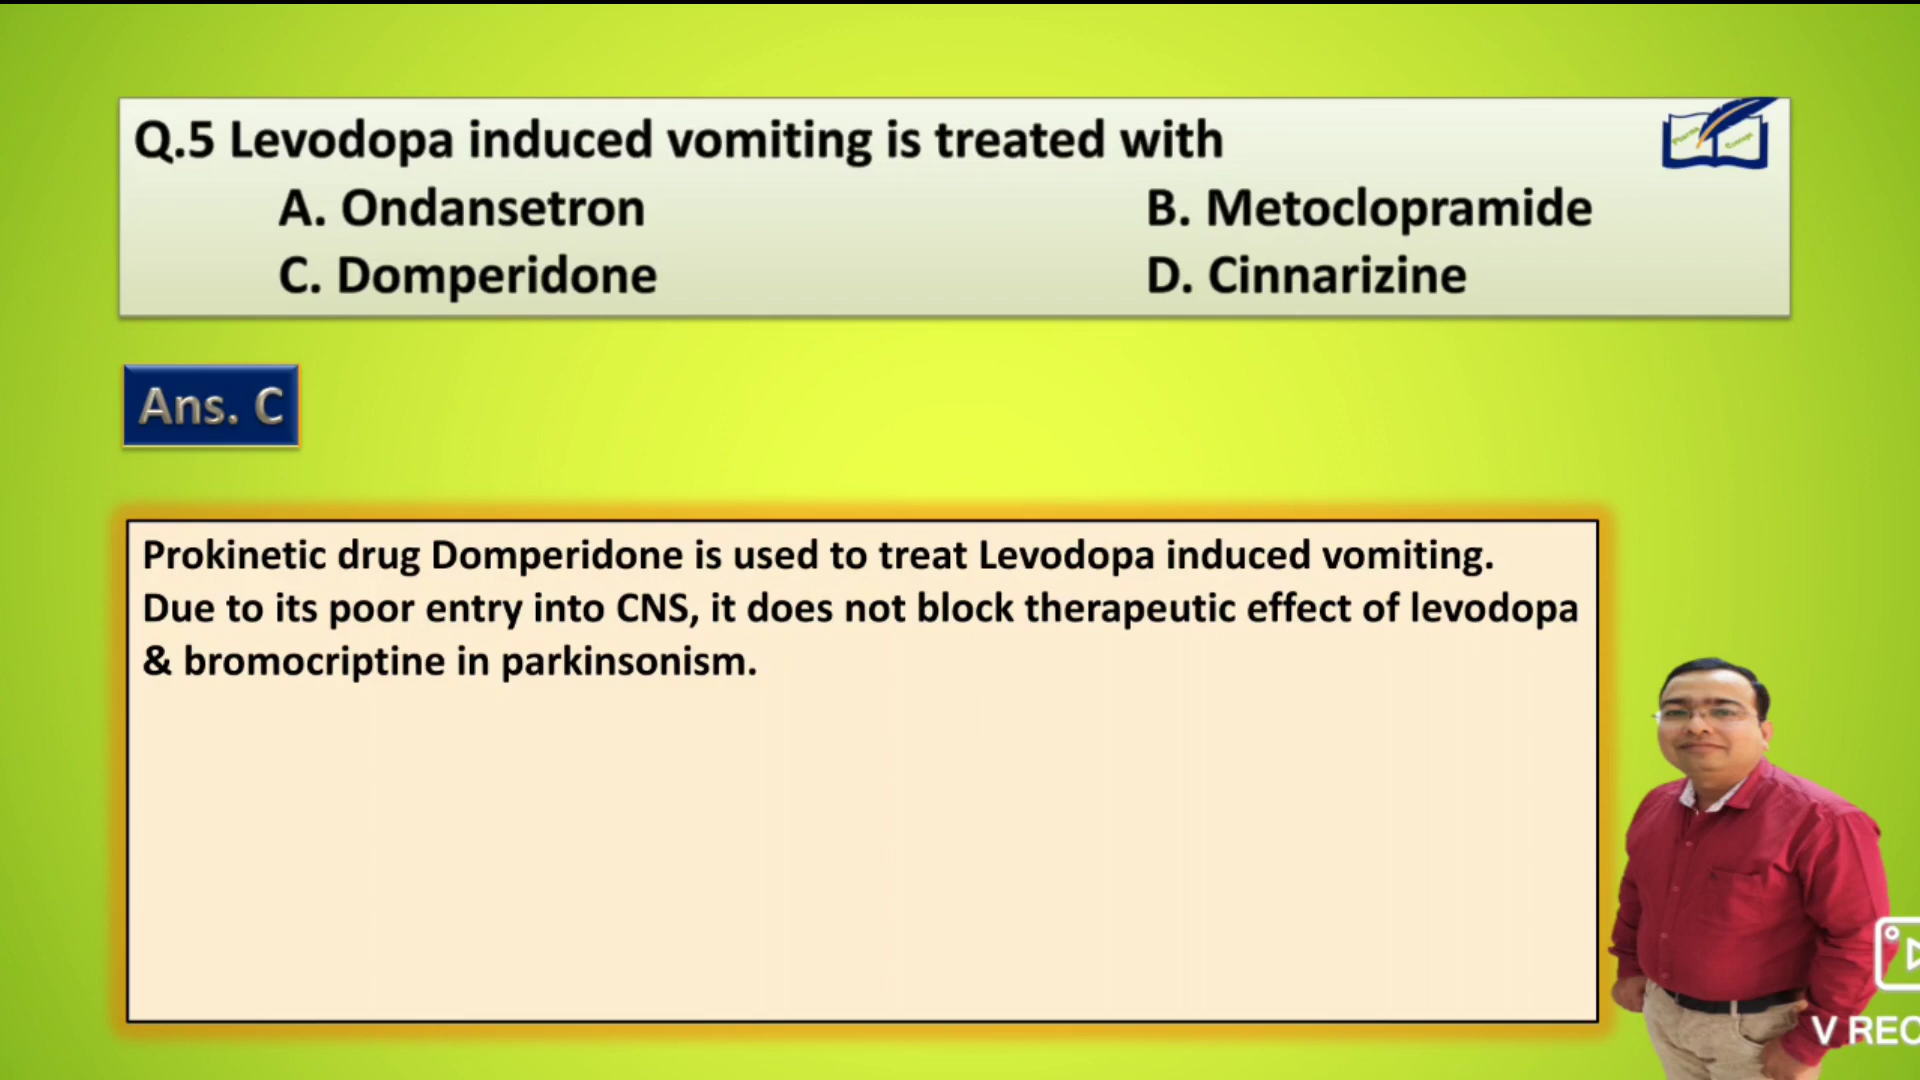 Q.5 Levodopa induced vomiting is treated with
A. Ondansetron B. Metoclopramide
C. Domperidone D. Cinnarizine
Ans. C
Prokinetic drug Domperidone is used to treat Levodopa induced vomiting.
Due to its poor entry into CNS, it does not block therapeutic effect of levodopa
& bromocriptine in parkinsonism.
V REC